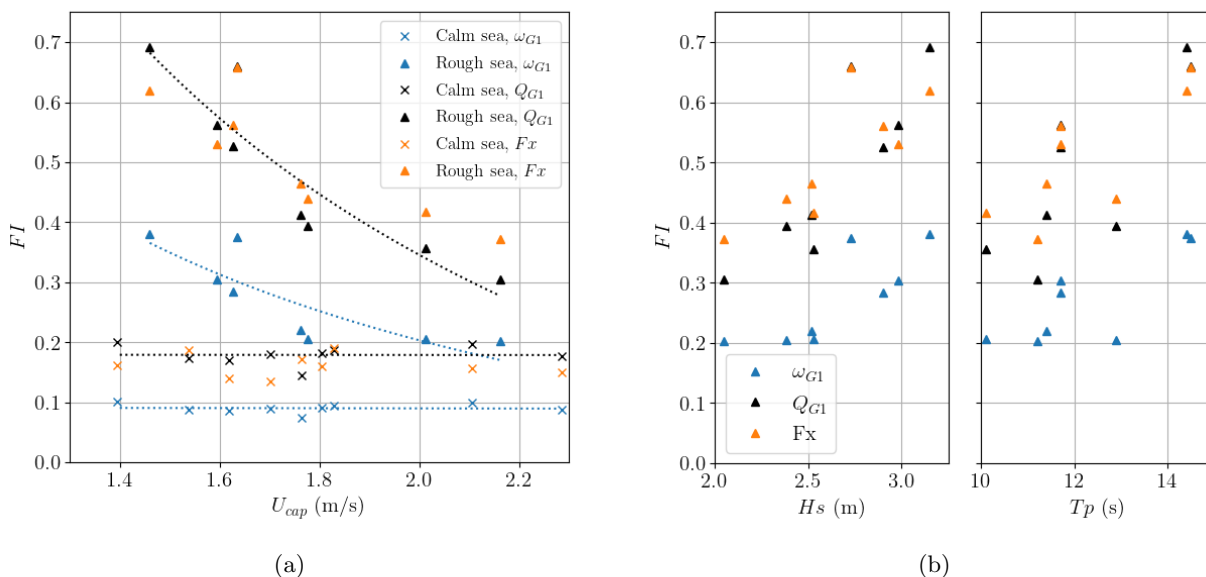 0.7
0.6
0.5
0.4
0.3
0.2
0.1
0.0
FI
1.4 1.6 1.8 2.0 2.2
U_cap (m/s)
Calm sea, ω_G1
Rough sea, ω_G1
Calm sea, Q_G1
Rough sea, Q_G1
Calm sea, Fx
Rough sea, Fx
(a)
0.7
0.6
0.5
0.4
0.3
0.2
0.1
0.0
FI
ω_G1
Q_G1
Fx
2.0 2.5 3.0
Hs (m)
10 12 14
Tp (s)
(b)